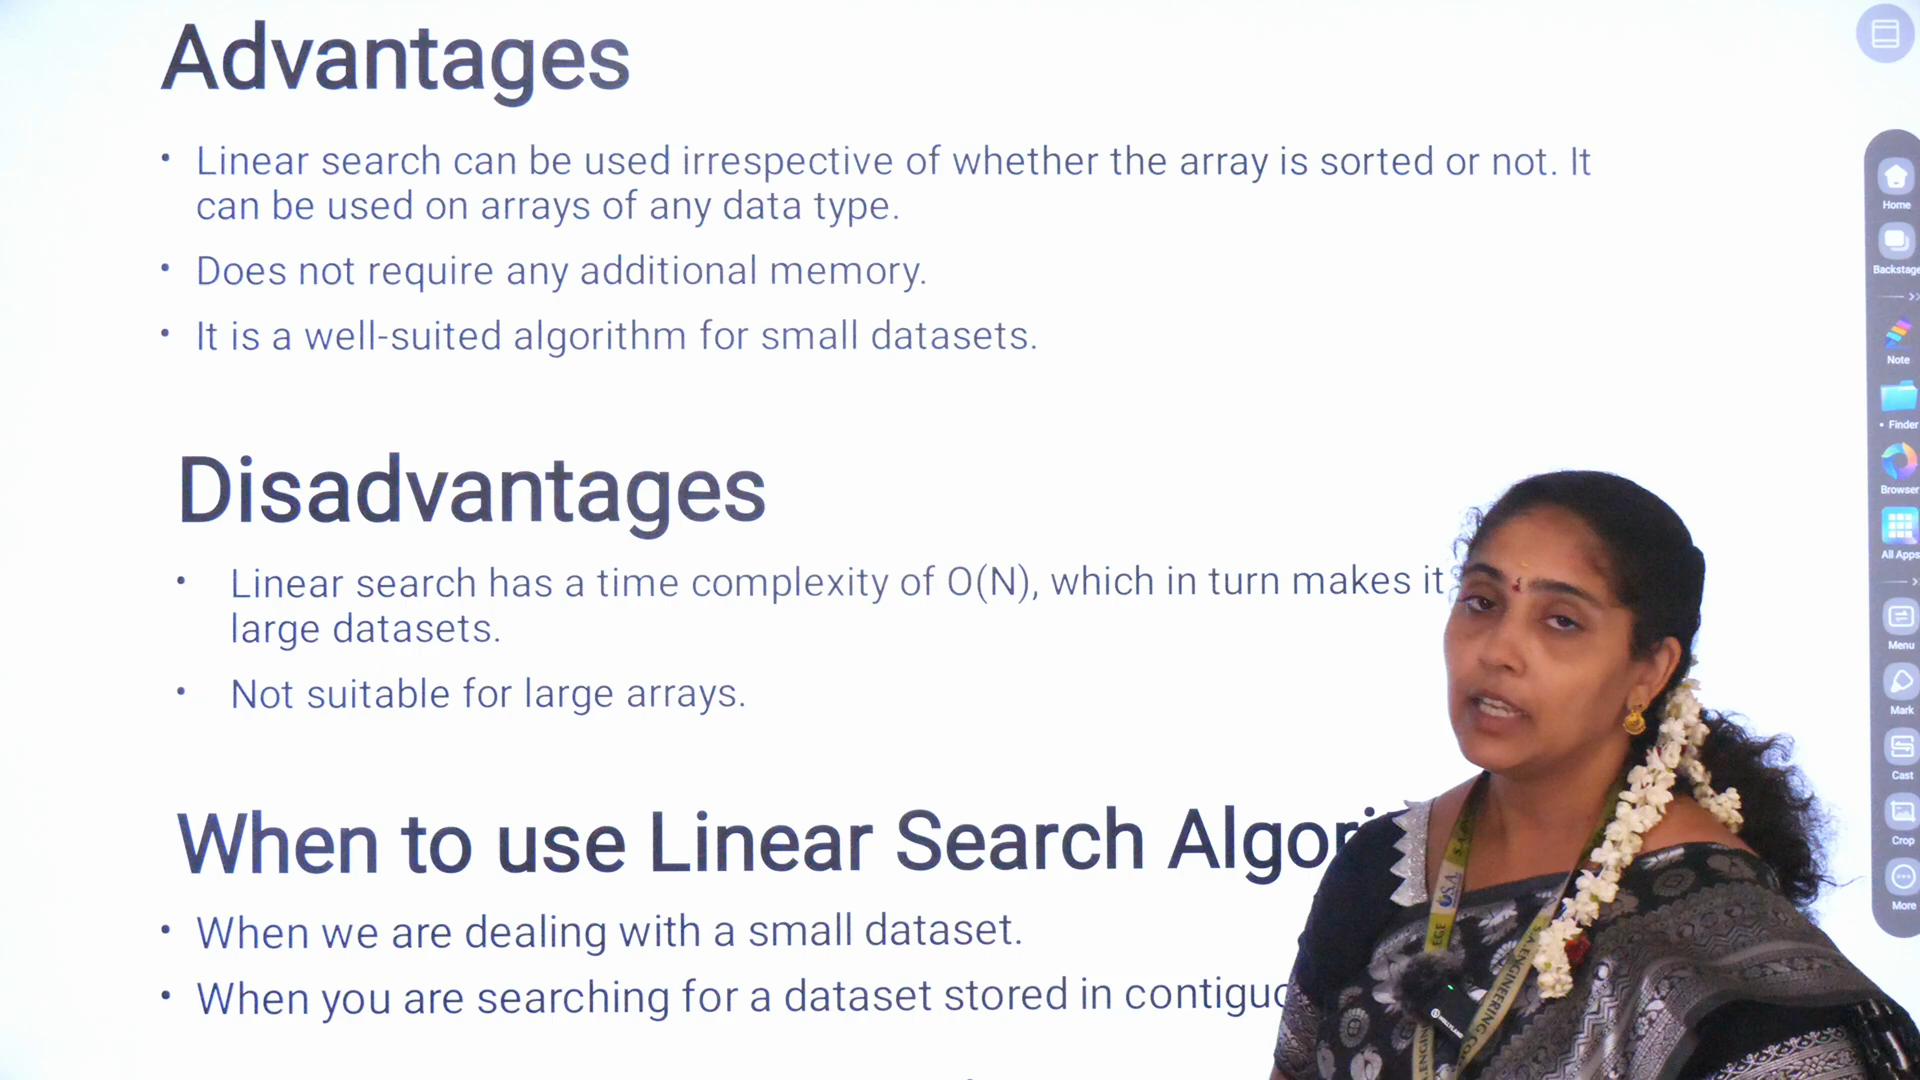 Advantages
• Linear search can be used irrespective of whether the array is sorted or not. It
can be used on arrays of any data type.
• Does not require any additional memory.
• It is a well-suited algorithm for small datasets.
Disadvantages
• Linear search has a time complexity of O(N), which in turn makes it
large datasets.
• Not suitable for large arrays.
When to use Linear Search
• When we are dealing with a small dataset.
• When you are searching for a dataset stored in
Home
Backstage
Note
• Finder
Browser
All Apps
Menu
Mark
Cast
Crop
More
S.A. ENGINEERING
HOLLYLAND